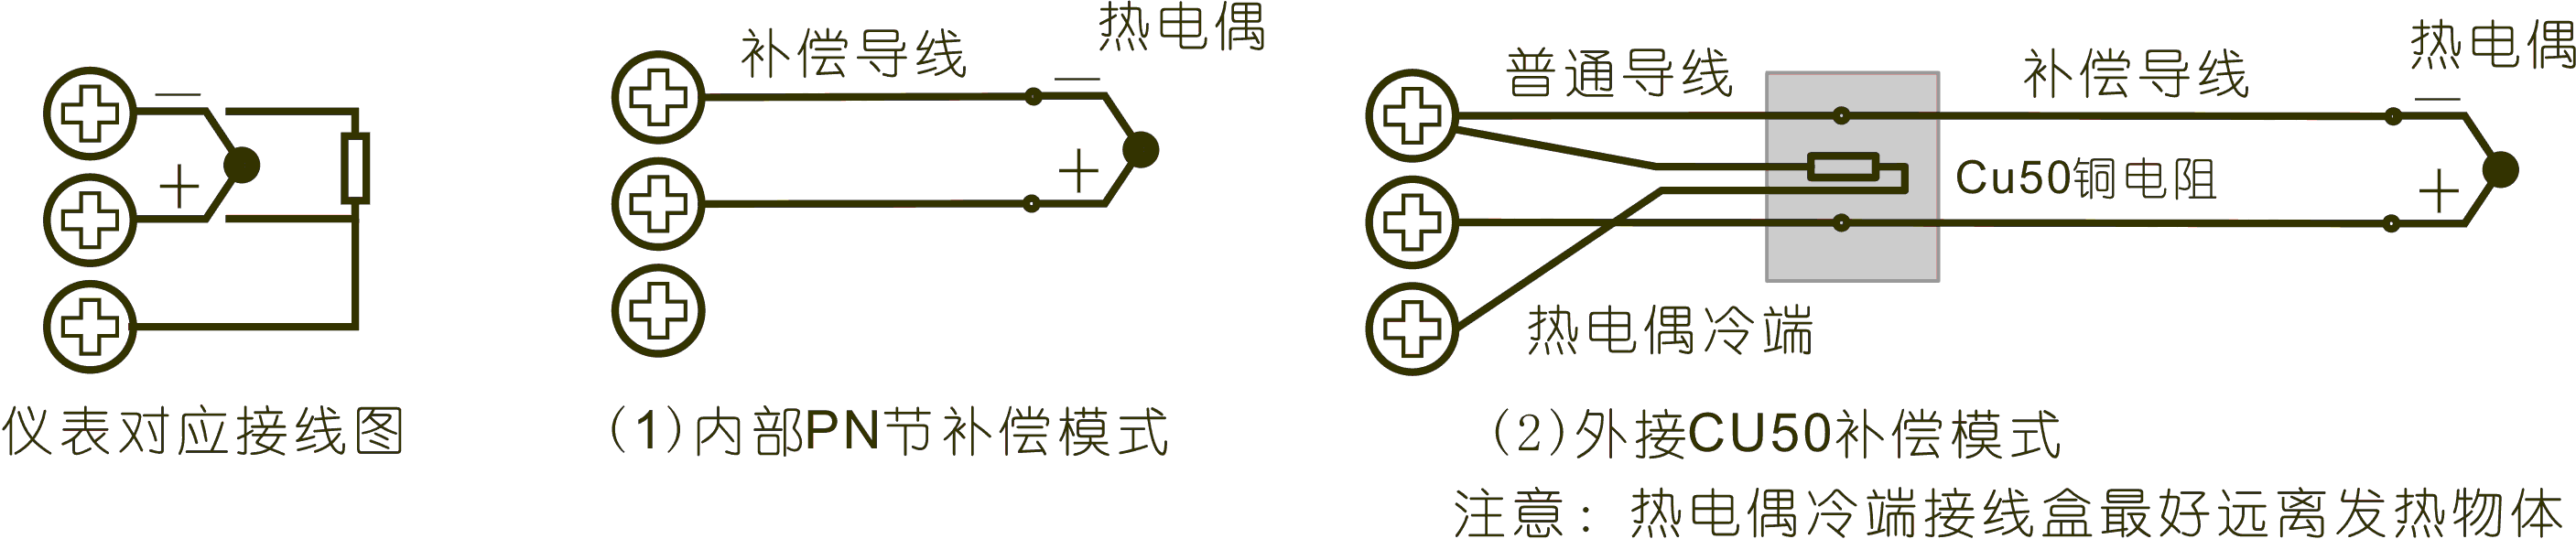 热电偶
补偿导线
—
+
热电偶
普通导线
补偿导线
—
Cu50铜电阻
+
—
+
热电偶冷端
仪表对应接线图
(1)内部PN节补偿模式
(2)外接CU50补偿模式
注意：热电偶冷端接线盒最好远离发热物体